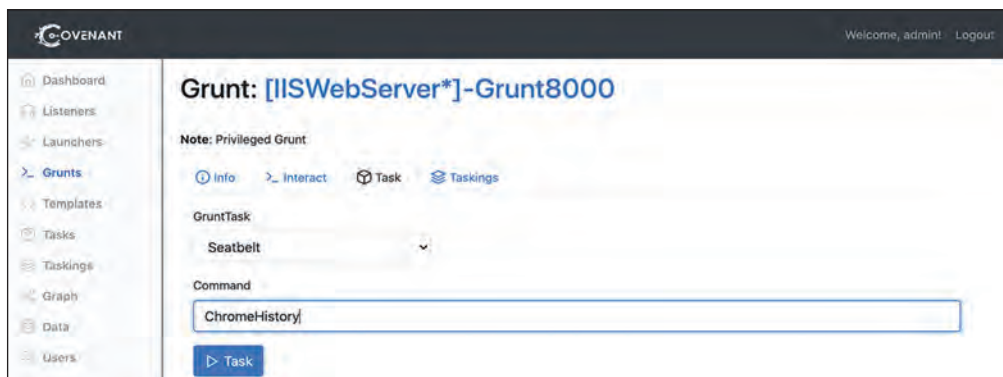 COVENANT
Welcome, admin! Logout
Dashboard
Listeners
Launchers
Grunts
Templates
Tasks
Taskings
Graph
Data
Users
Grunt: [IISWebServer*]-Grunt8000
Note: Privileged Grunt
Info >_ Interact Task Taskings
GruntTask
Seatbelt
Command
ChromeHistory
Task